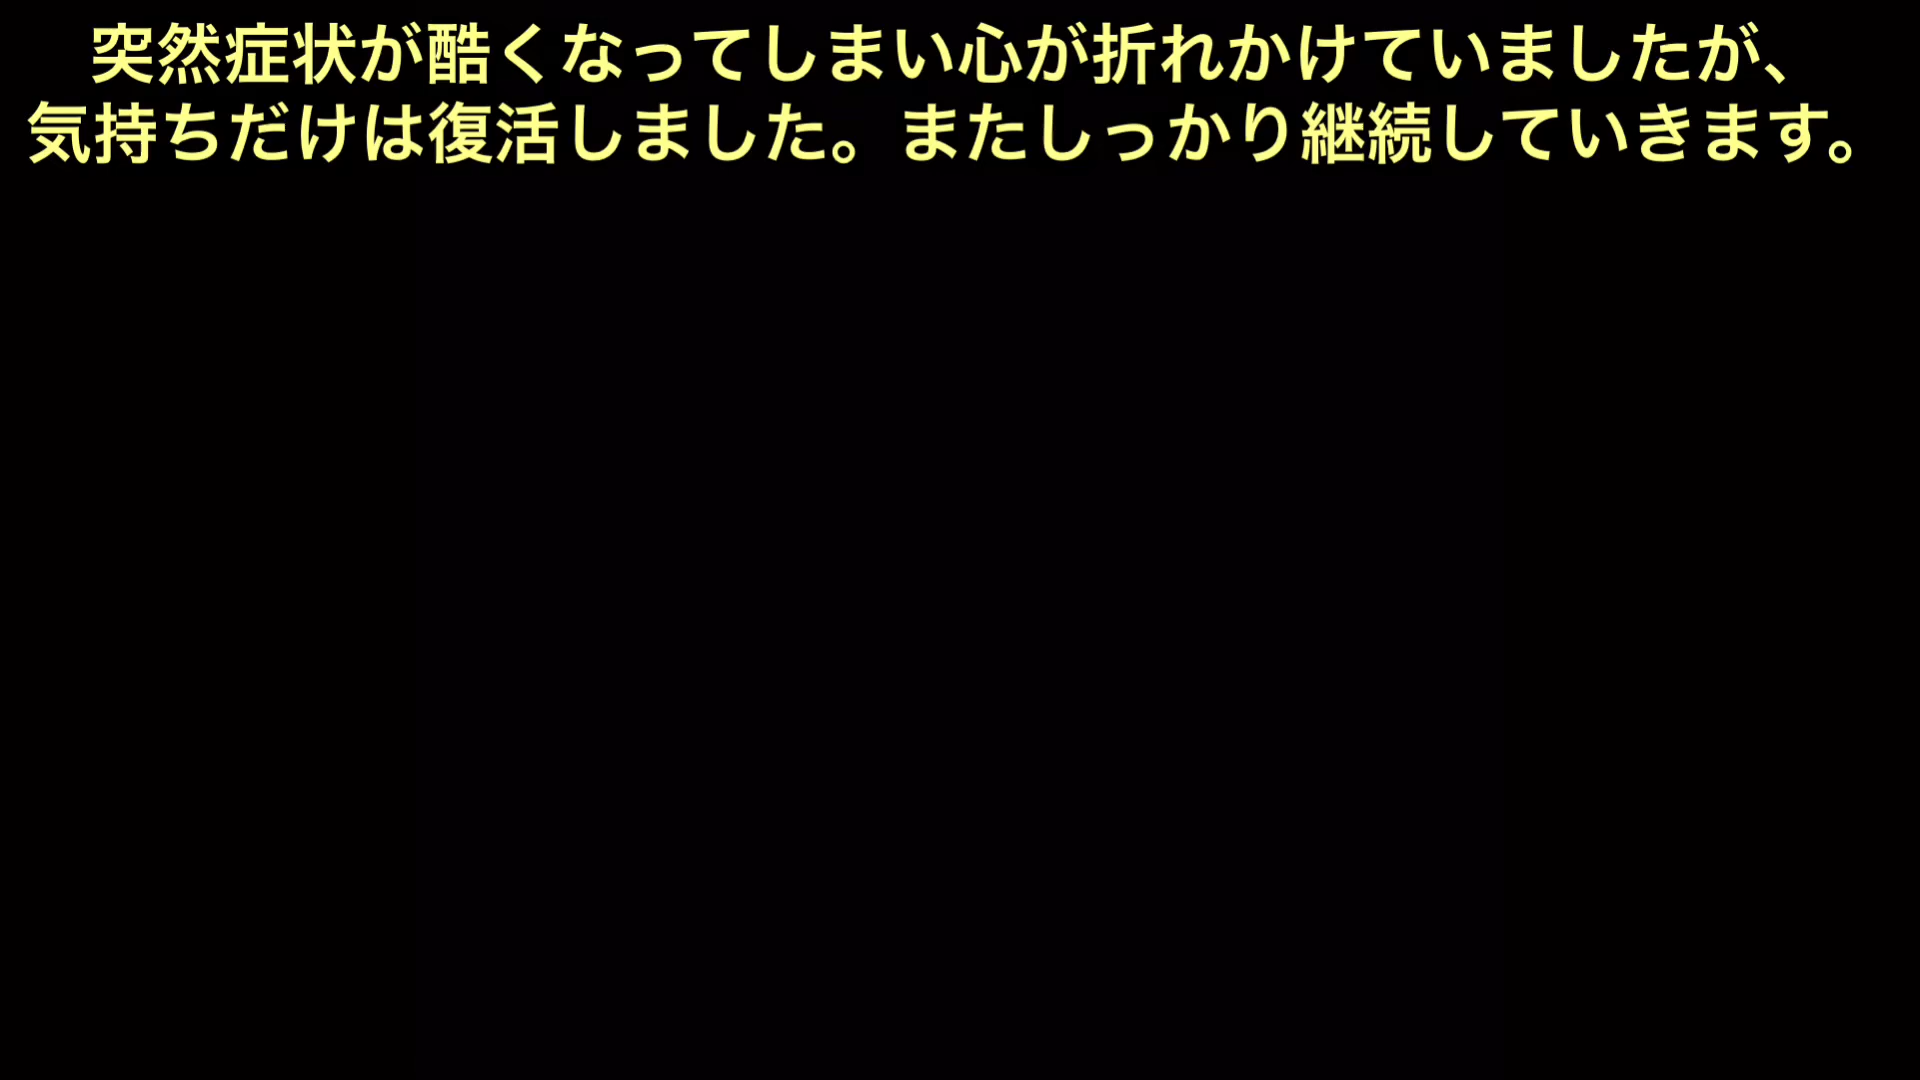 突然症状が酷くなってしまい心が折れかけていましたが、
気持ちだけは復活しました。またしっかり継続していきます。